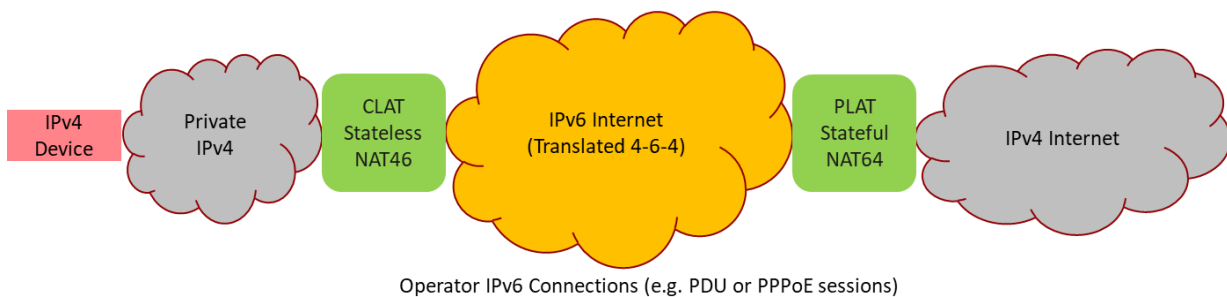 IPv4
Device
Private
IPv4
CLAT
Stateless
NAT46
IPv6 Internet
(Translated 4-6-4)
PLAT
Stateful
NAT64
IPv4 Internet
Operator IPv6 Connections (e.g. PDU or PPPoE sessions)